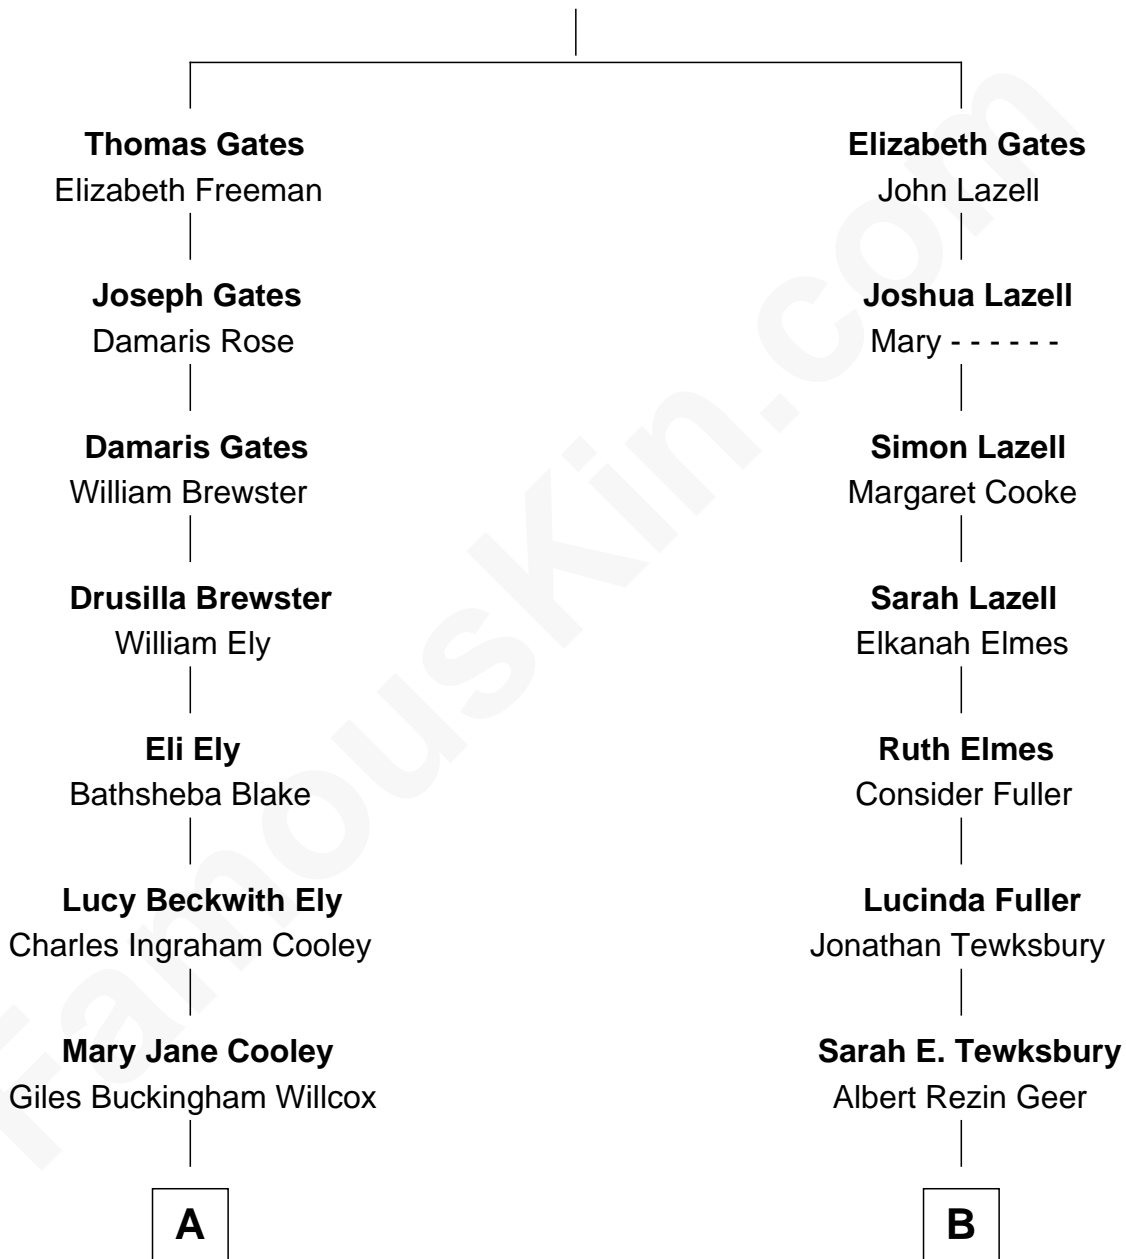 Thomas Gates
Elizabeth Freeman
Joseph Gates
Damaris Rose
Damaris Gates
William Brewster
Drusilla Brewster
William Ely
Eli Ely
Bathsheba Blake
Lucy Beckwith Ely
Charles Ingraham Cooley
Mary Jane Cooley
Giles Buckingham Willcox
A
Elizabeth Gates
John Lazell
Joshua Lazell
Mary - - - - - -
Simon Lazell
Margaret Cooke
Sarah Lazell
Elkanah Elmes
Ruth Elmes
Consider Fuller
Lucinda Fuller
Jonathan Tewksbury
Sarah E. Tewksbury
Albert Rezin Geer
B
FamousKin.com